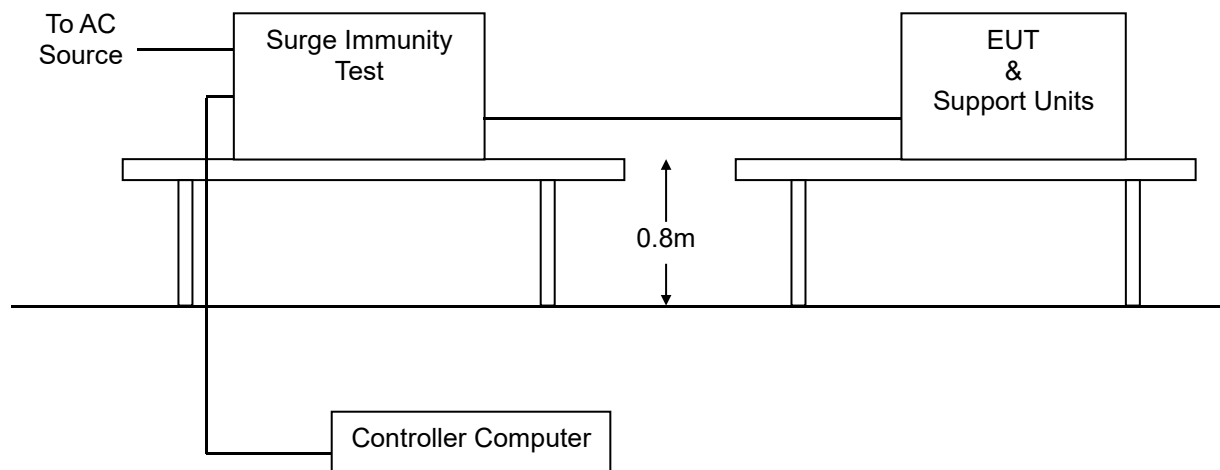 To AC
Source
Surge Immunity
Test
EUT
&
Support Units
0.8m
Controller Computer